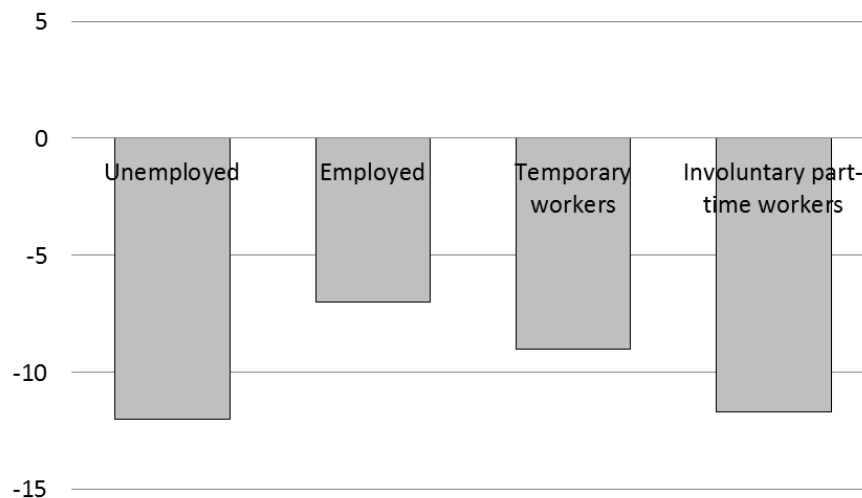 5
0
Unemployed
Employed
Temporary
workers
Involuntary part-
time workers
-5
-10
-15